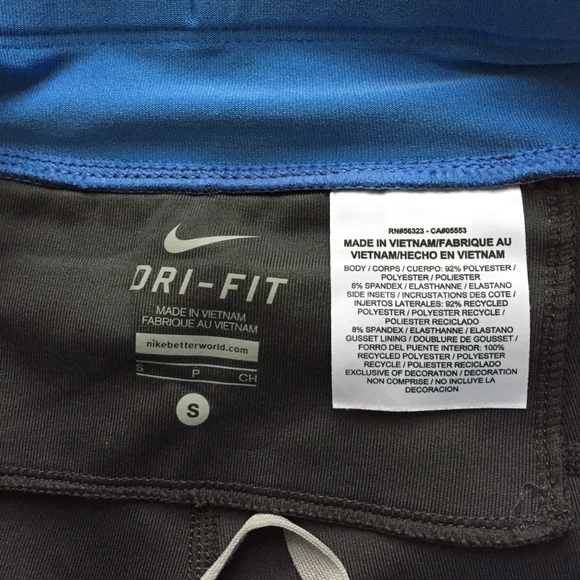 DRI-FIT
MADE IN VIETNAM
FABRIQUE AU VIETNAM
nikebetterworld.com
S P CH
S
RN#56323 - CA#05553
MADE IN VIETNAM/FABRIQUE AU
VIETNAM/HECHO EN VIETNAM
BODY / CORPS / CUERPO: 92% POLYESTER /
POLYESTER / POLIESTER
8% SPANDEX / ELASTHANNE / ELASTANO
SIDE INSETS / INCRUSTATIONS DES COTE /
INJERTOS LATERALES: 92% RECYCLED
POLYESTER / POLYESTER RECYCLE /
POLIESTER RECICLADO
8% SPANDEX / ELASTHANNE / ELASTANO
GUSSET LINING / DOUBLURE DE GOUSSET /
FORRO DEL PUENTE INTERIOR: 100%
RECYCLED POLYESTER / POLYESTER
RECYCLE / POLIESTER RECICLADO
EXCLUSIVE OF DECORATION / DECORATION
NON COMPRISE / NO INCLUYE LA
DECORACION